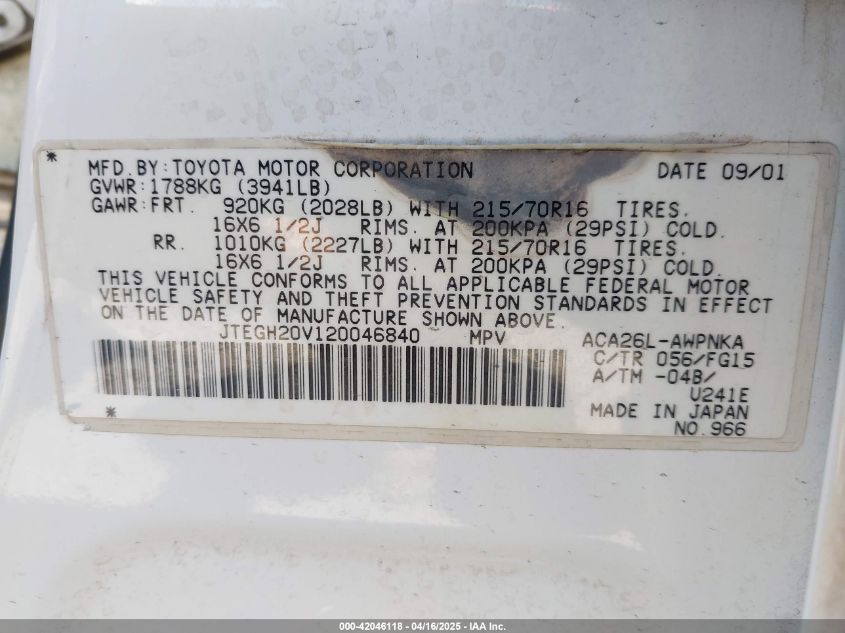 * MFD. BY: TOYOTA MOTOR CORPORATION DATE 09/01
GVWR: 1788KG (3941LB)
GAWR: FRT. 920KG (2028LB) WITH 215/70R16 TIRES.
16X6 1/2J RIMS. AT 200KPA (29PSI) COLD.
RR. 1010KG (2227LB) WITH 215/70R16 TIRES.
16X6 1/2J RIMS. AT 200KPA (29PSI) COLD.
THIS VEHICLE CONFORMS TO ALL APPLICABLE FEDERAL MOTOR
VEHICLE SAFETY AND THEFT PREVENTION STANDARDS IN EFFECT
ON THE DATE OF MANUFACTURE SHOWN ABOVE.
JTEGH20V120046840 MPV ACA26L-AWPNKA
C/TR 056/FG15
A/TM -04B/
U241E
* MADE IN JAPAN
NO. 966
000-42046118 - 04/16/2025 - IAA Inc.